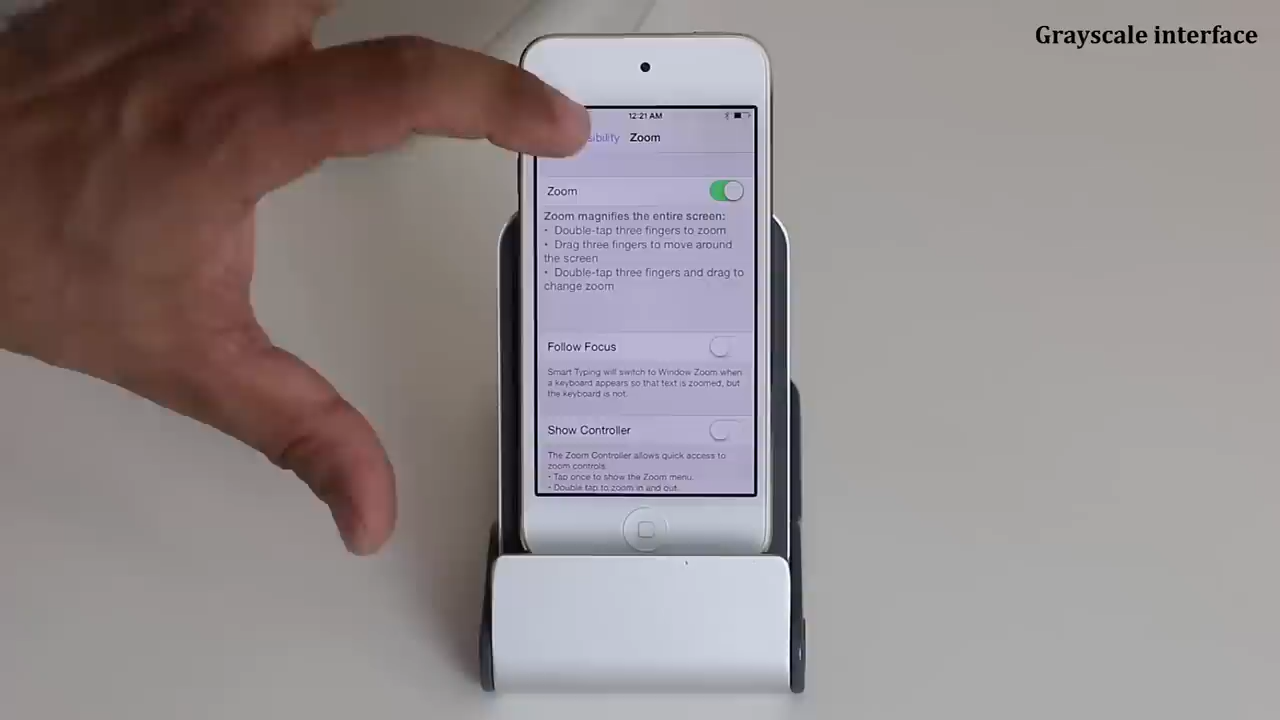 Grayscale interface
12:21 AM
sibility Zoom
Zoom
Zoom magnifies the entire screen:
• Double-tap three fingers to zoom
• Drag three fingers to move around
the screen
• Double-tap three fingers and drag to
change zoom
Follow Focus
Smart Typing will switch to Window Zoom when
a keyboard appears so that text is zoomed, but
the keyboard is not.
Show Controller
The Zoom Controller allows quick access to
zoom controls.
• Tap once to show the Zoom menu.
• Double tap to zoom in and out.